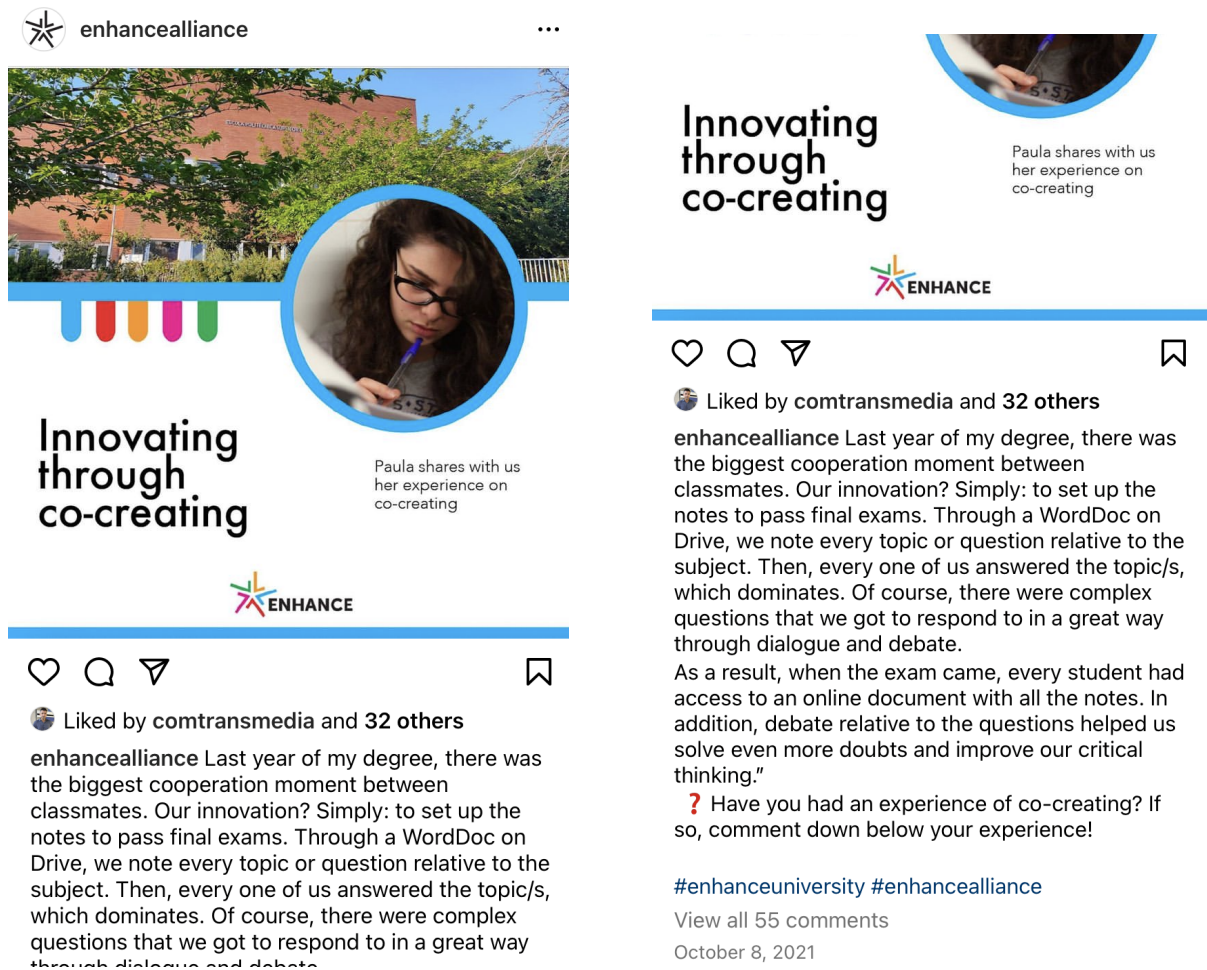 enhancealliance
Innovating
through
co-creating
Paula shares with us
her experience on
co-creating
ENHANCE
Liked by comtransmedia and 32 others
enhancealliance Last year of my degree, there was
the biggest cooperation moment between
classmates. Our innovation? Simply: to set up the
notes to pass final exams. Through a WordDoc on
Drive, we note every topic or question relative to the
subject. Then, every one of us answered the topic/s,
which dominates. Of course, there were complex
questions that we got to respond to in a great way
through dialogue and debate.
Innovating
through
co-creating
Paula shares with us
her experience on
co-creating
ENHANCE
Liked by comtransmedia and 32 others
enhancealliance Last year of my degree, there was
the biggest cooperation moment between
classmates. Our innovation? Simply: to set up the
notes to pass final exams. Through a WordDoc on
Drive, we note every topic or question relative to the
subject. Then, every one of us answered the topic/s,
which dominates. Of course, there were complex
questions that we got to respond to in a great way
through dialogue and debate.
As a result, when the exam came, every student had
access to an online document with all the notes. In
addition, debate relative to the questions helped us
solve even more doubts and improve our critical
thinking.”
❓ Have you had an experience of co-creating? If
so, comment down below your experience!
#enhanceuniversity #enhancealliance
View all 55 comments
October 8, 2021